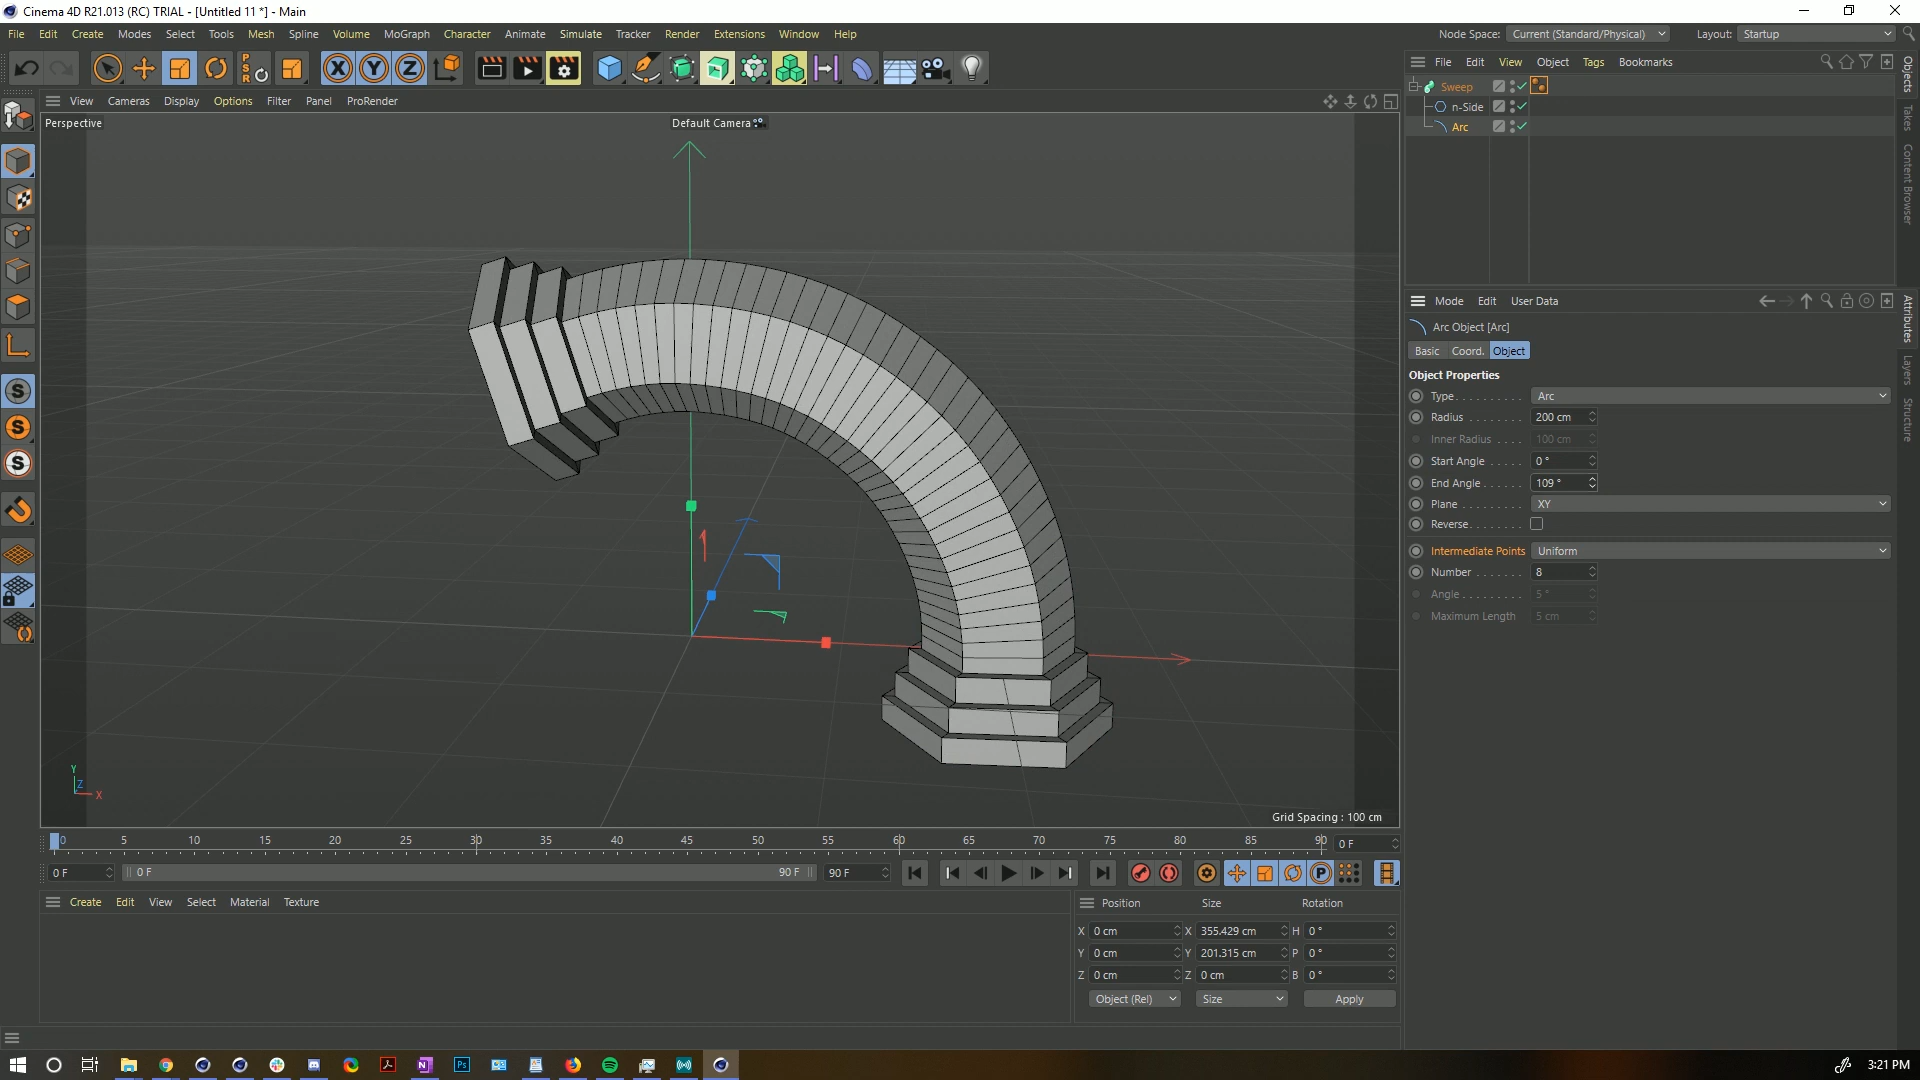 Cinema 4D R21.013 (RC) TRIAL - [Untitled 11 *] - Main
File Edit Create Modes Select Tools Mesh Spline Volume MoGraph Character Animate Simulate Tracker Render Extensions Window Help
Node Space: Current (Standard/Physical) Layout: Startup
PSR X Y Z
File Edit View Object Tags Bookmarks
Sweep
n-Side
Arc
Objects
Takes
Content Browser
View Cameras Display Options Filter Panel ProRender
Perspective
Default Camera
Grid Spacing : 100 cm
Y
Z
X
Mode Edit User Data
Arc Object [Arc]
Basic Coord. Object
Object Properties
Type. . . . . . . . . . Arc
Radius . . . . . . . . 200 cm
Inner Radius . . . . 100 cm
Start Angle . . . . . 0 °
End Angle . . . . . . 109 °
Plane . . . . . . . . . XY
Reverse. . . . . . . .
Intermediate Points Uniform
Number . . . . . . . 8
Angle. . . . . . . . . 5 °
Maximum Length 5 cm
Attributes
Layers
Structure
0 5 10 15 20 25 30 35 40 45 50 55 60 65 70 75 80 85 90 0 F
0 F 0 F 90 F 90 F P
Create Edit View Select Material Texture
Position Size Rotation
X 0 cm X 355.429 cm H 0 °
Y 0 cm Y 201.315 cm P 0 °
Z 0 cm Z 0 cm B 0 °
Object (Rel) Size Apply
3:21 PM